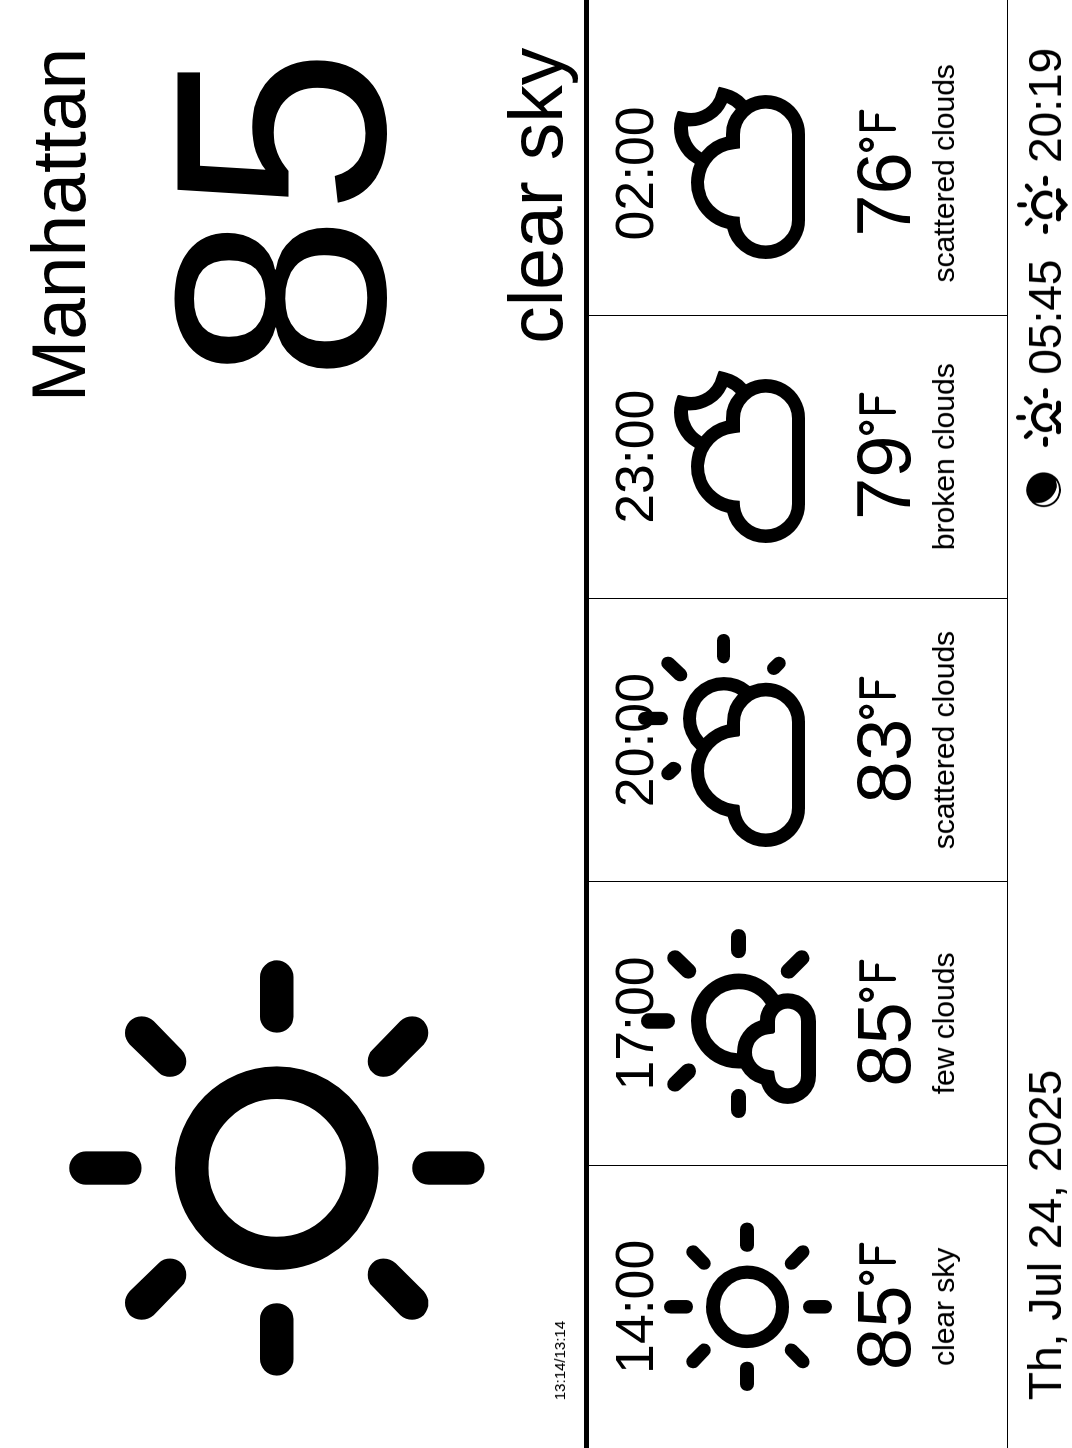 Manhattan
85
clear sky
13:14/13:14
14:00
85°F
clear sky
17:00
85°F
few clouds
20:00
83°F
scattered clouds
23:00
79°F
broken clouds
02:00
76°F
scattered clouds
Th, Jul 24, 2025
05:45 20:19